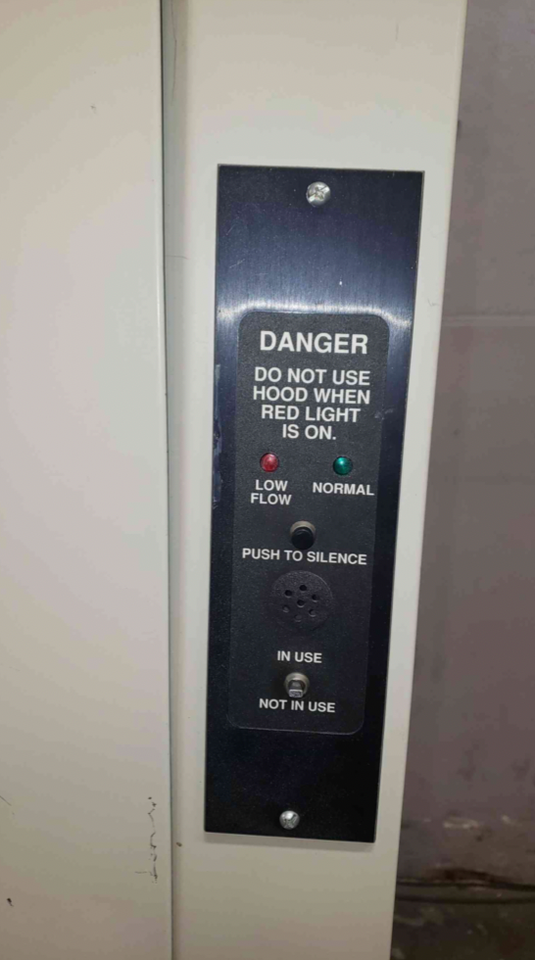 DANGER
DO NOT USE
HOOD WHEN
RED LIGHT
IS ON.
LOW
FLOW
NORMAL
PUSH TO SILENCE
IN USE
NOT IN USE